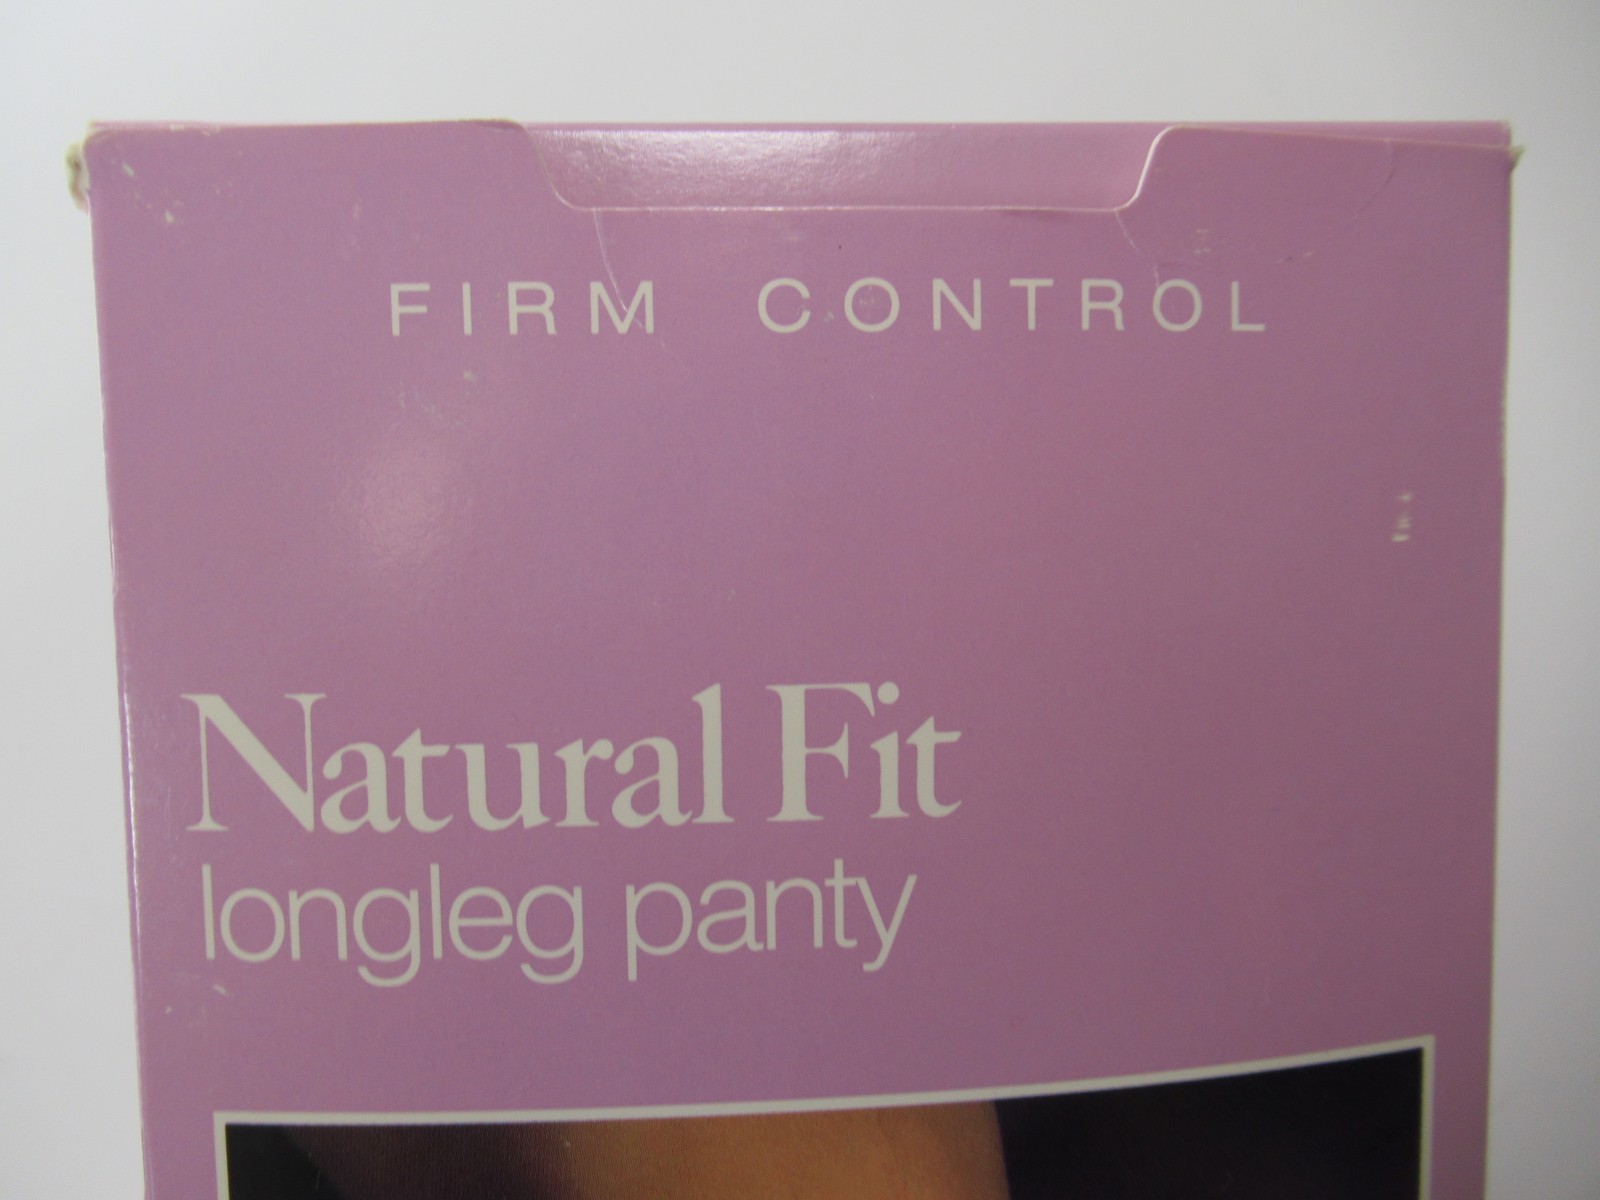 FIRM CONTROL
Natural Fit
longleg panty